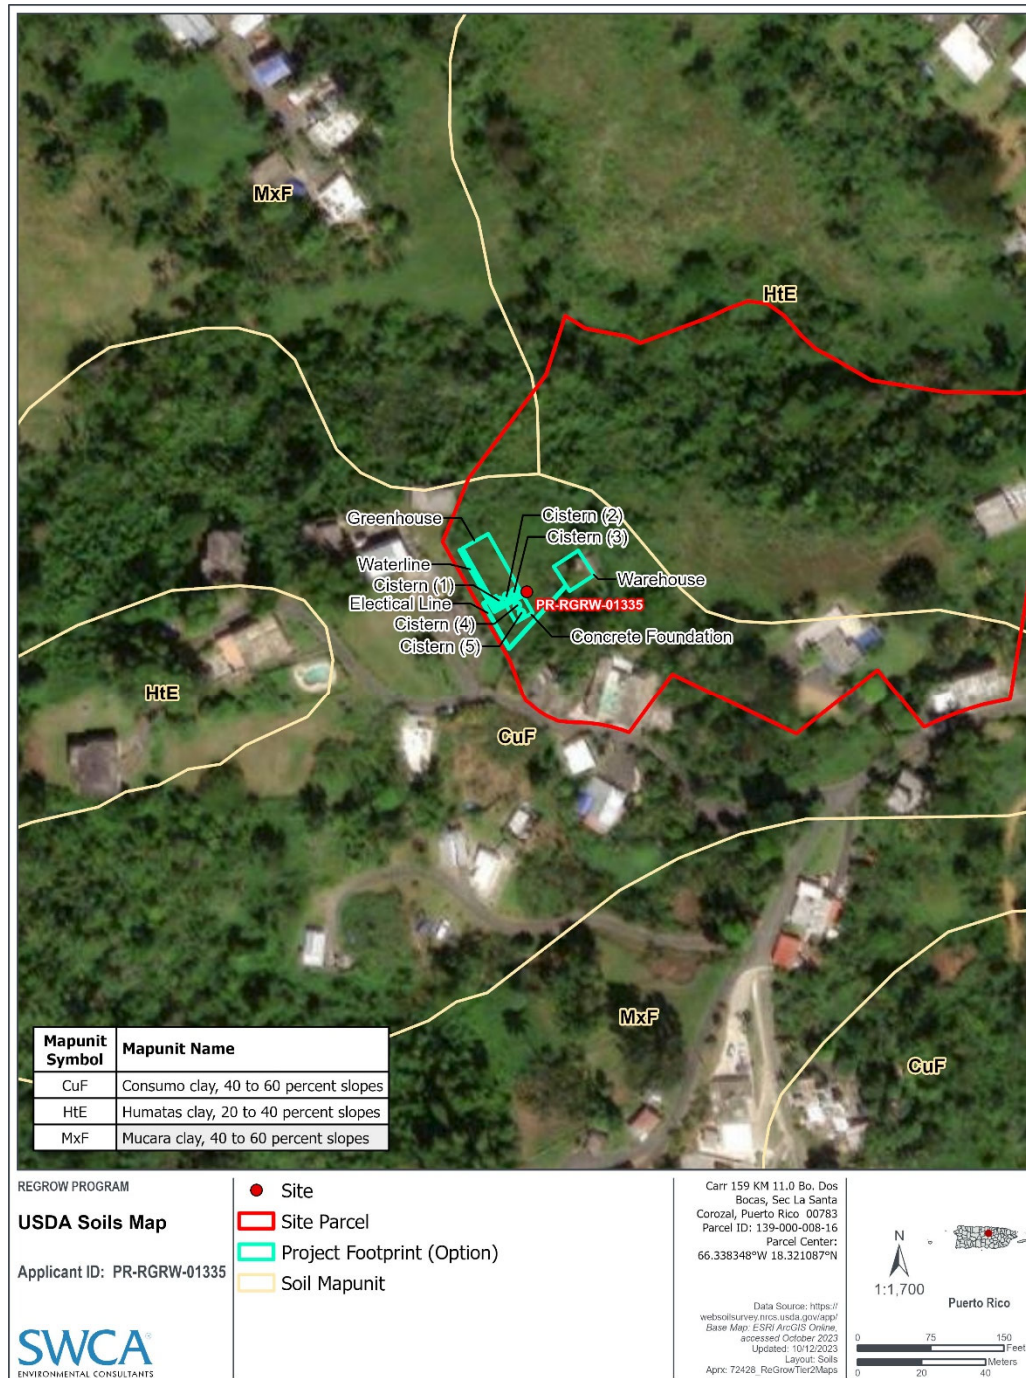 MxF
HtE
Greenhouse
Cistern (2)
Cistern (3)
Waterline
Warehouse
Cistern (1)
Electical Line
PR-RGRW-01335
Cistern (4)
Concrete Foundation
Cistern (5)
HtE
CuF
MxF
CuF
Mapunit Symbol Mapunit Name
CuF Consumo clay, 40 to 60 percent slopes
HtE Humatas clay, 20 to 40 percent slopes
MxF Mucara clay, 40 to 60 percent slopes
REGROW PROGRAM
USDA Soils Map
Applicant ID: PR-RGRW-01335
SWCA
ENVIRONMENTAL CONSULTANTS
Site
Site Parcel
Project Footprint (Option)
Soil Mapunit
Carr 159 KM 11.0 Bo. Dos
Bocas, Sec La Santa
Corozal, Puerto Rico 00783
Parcel ID: 139-000-008-16
Parcel Center:
66.338348°W 18.321087°N
Data Source: https://
websoilsurvey.nrcs.usda.gov/app/
Base Map: ESRI ArcGIS Online,
accessed October 2023
Updated: 10/12/2023
Layout: Soils
Aprx: 72428_ReGrowTier2Maps
N
1:1,700
Puerto Rico
0 75 150
Feet
Meters
0 20 40